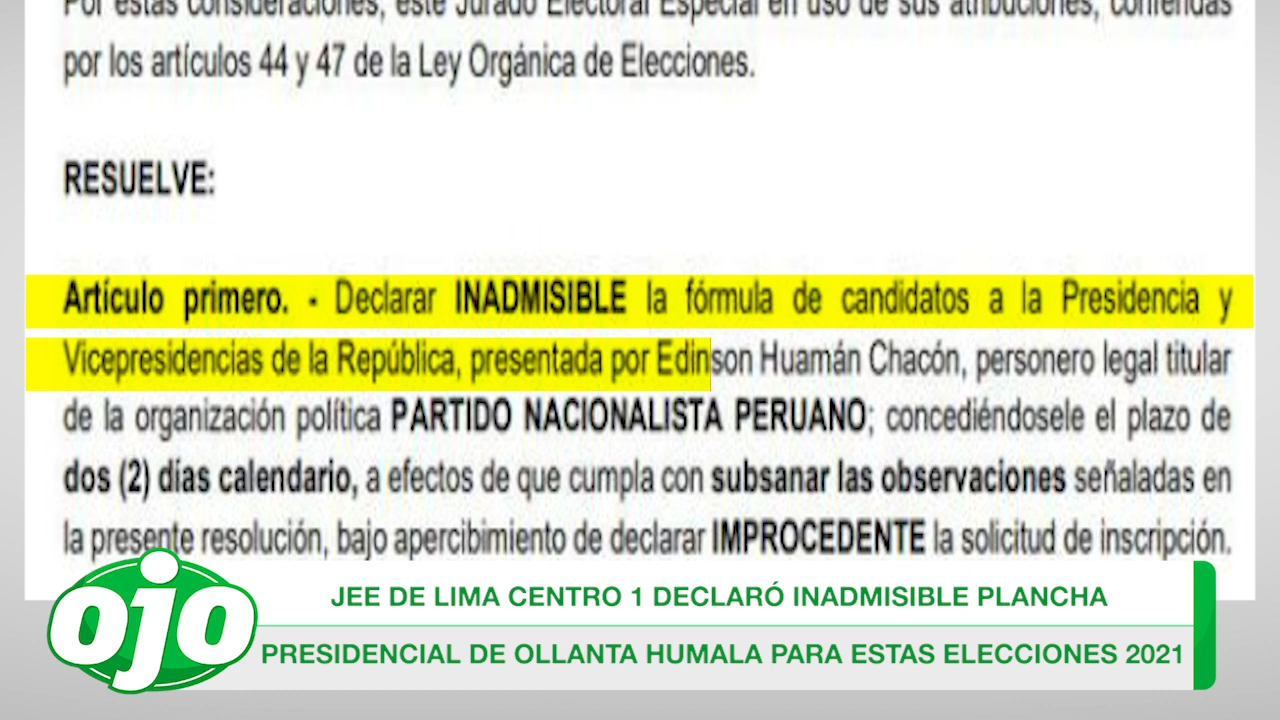 Por estas consideraciones, este Jurado Electoral Especial en uso de sus atribuciones, conferidas
por los artículos 44 y 47 de la Ley Orgánica de Elecciones.
RESUELVE:
Artículo primero. - Declarar INADMISIBLE la fórmula de candidatos a la Presidencia y
Vicepresidencias de la República, presentada por Edinson Huamán Chacón, personero legal titular
de la organización política PARTIDO NACIONALISTA PERUANO; concediéndosele el plazo de
dos (2) días calendario, a efectos de que cumpla con subsanar las observaciones señaladas en
la presente resolución, bajo apercibimiento de declarar IMPROCEDENTE la solicitud de inscripción.
ojo
JEE DE LIMA CENTRO 1 DECLARÓ INADMISIBLE PLANCHA
PRESIDENCIAL DE OLLANTA HUMALA PARA ESTAS ELECCIONES 2021